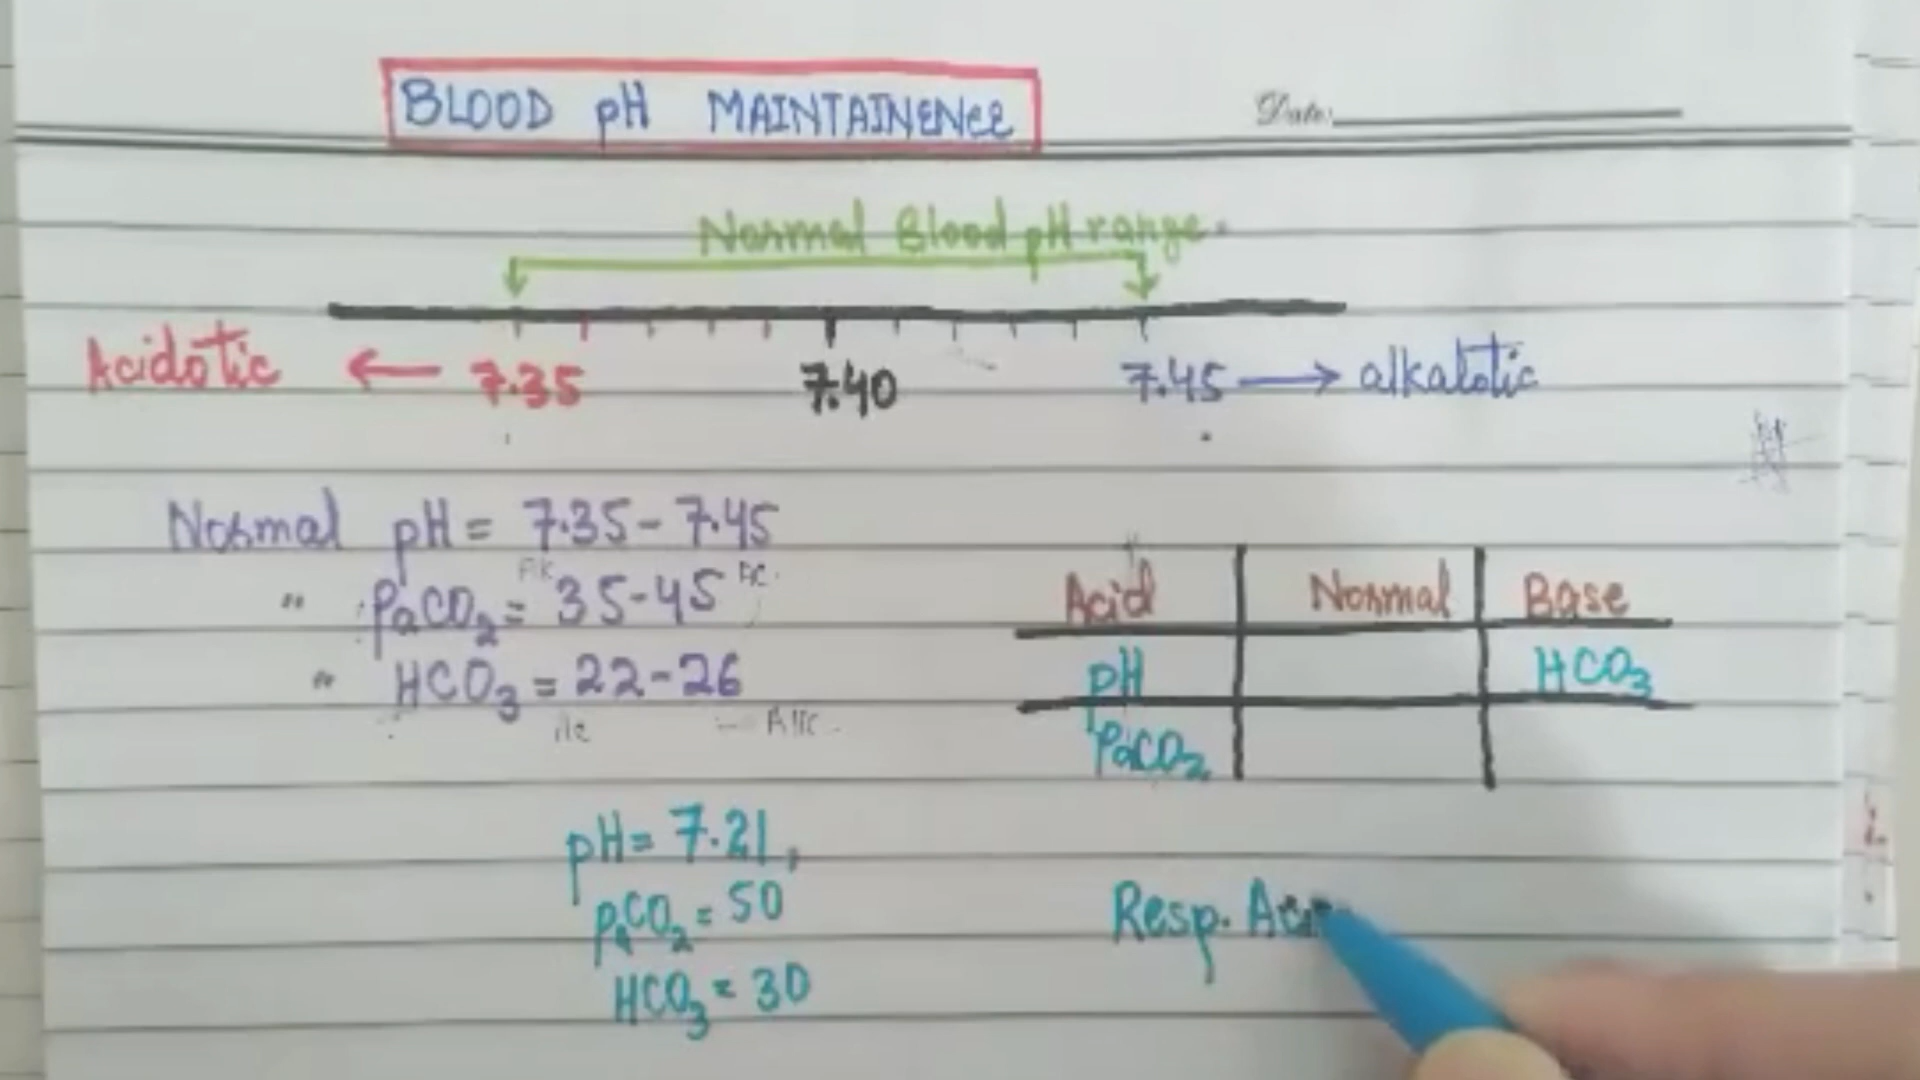 BLOOD pH MAINTAINENCE
Date:
Normal Blood pH range
Acidotic ← 7.35 7.40 7.45 → alkalotic
Normal pH = 7.35-7.45
" PaCO2 = 35-45
" HCO3 = 22-26
Acid Normal Base
pH HCO3
PaCO2
pH = 7.21,
PaCO2 = 50
HCO3 = 30
Resp. Ac